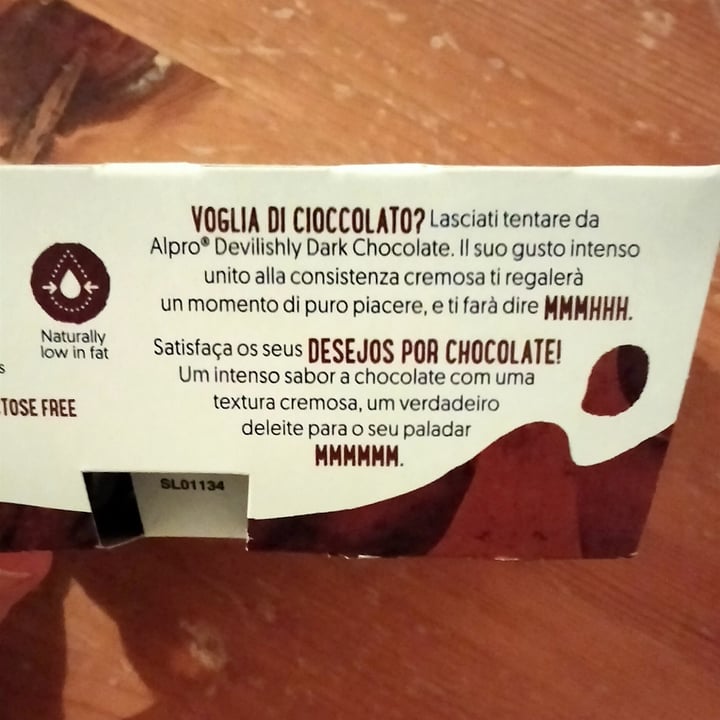 VOGLIA DI CIOCCOLATO? Lasciati tentare da
Alpro® Devilishly Dark Chocolate. Il suo gusto intenso
unito alla consistenza cremosa ti regalerà
un momento di puro piacere, e ti farà dire MMMHHH.
Satisfaça os seus DESEJOS POR CHOCOLATE!
Um intenso sabor a chocolate com uma
textura cremosa, um verdadeiro
deleite para o seu paladar
MMMMMM.
Naturally
low in fat
s
TOSE FREE
SL01134